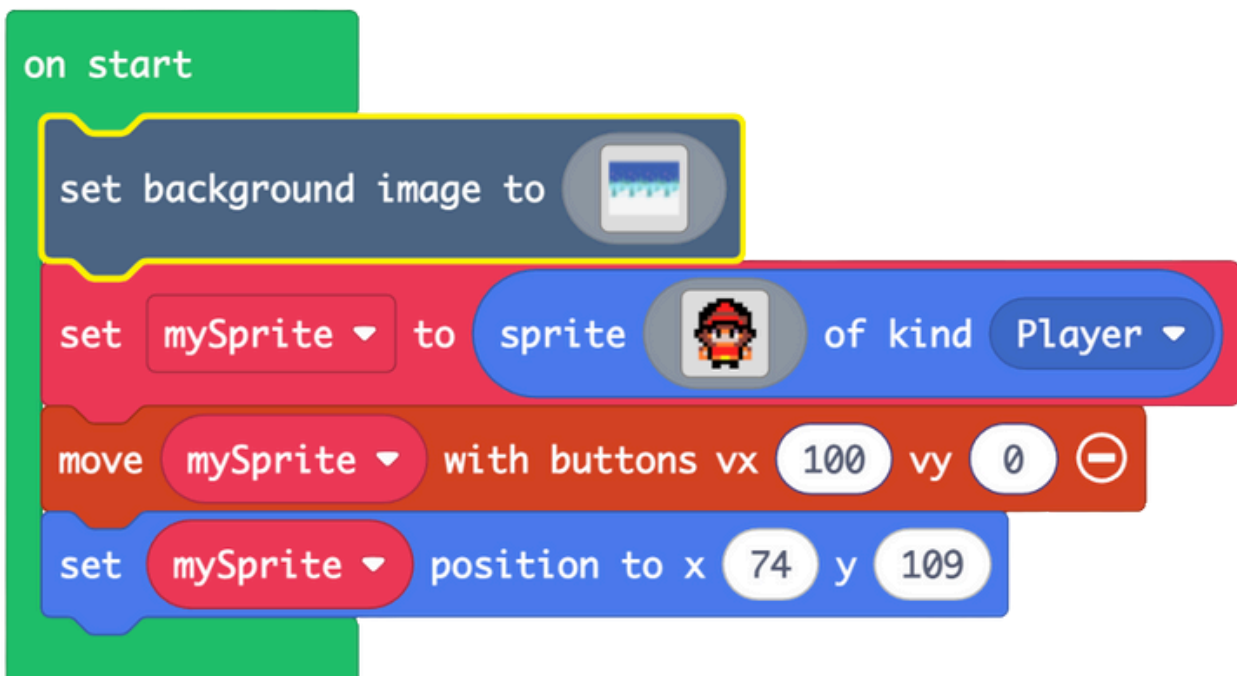 on start
set background image to
set mySprite to sprite of kind Player
move mySprite with buttons vx 100 vy 0
set mySprite position to x 74 y 109